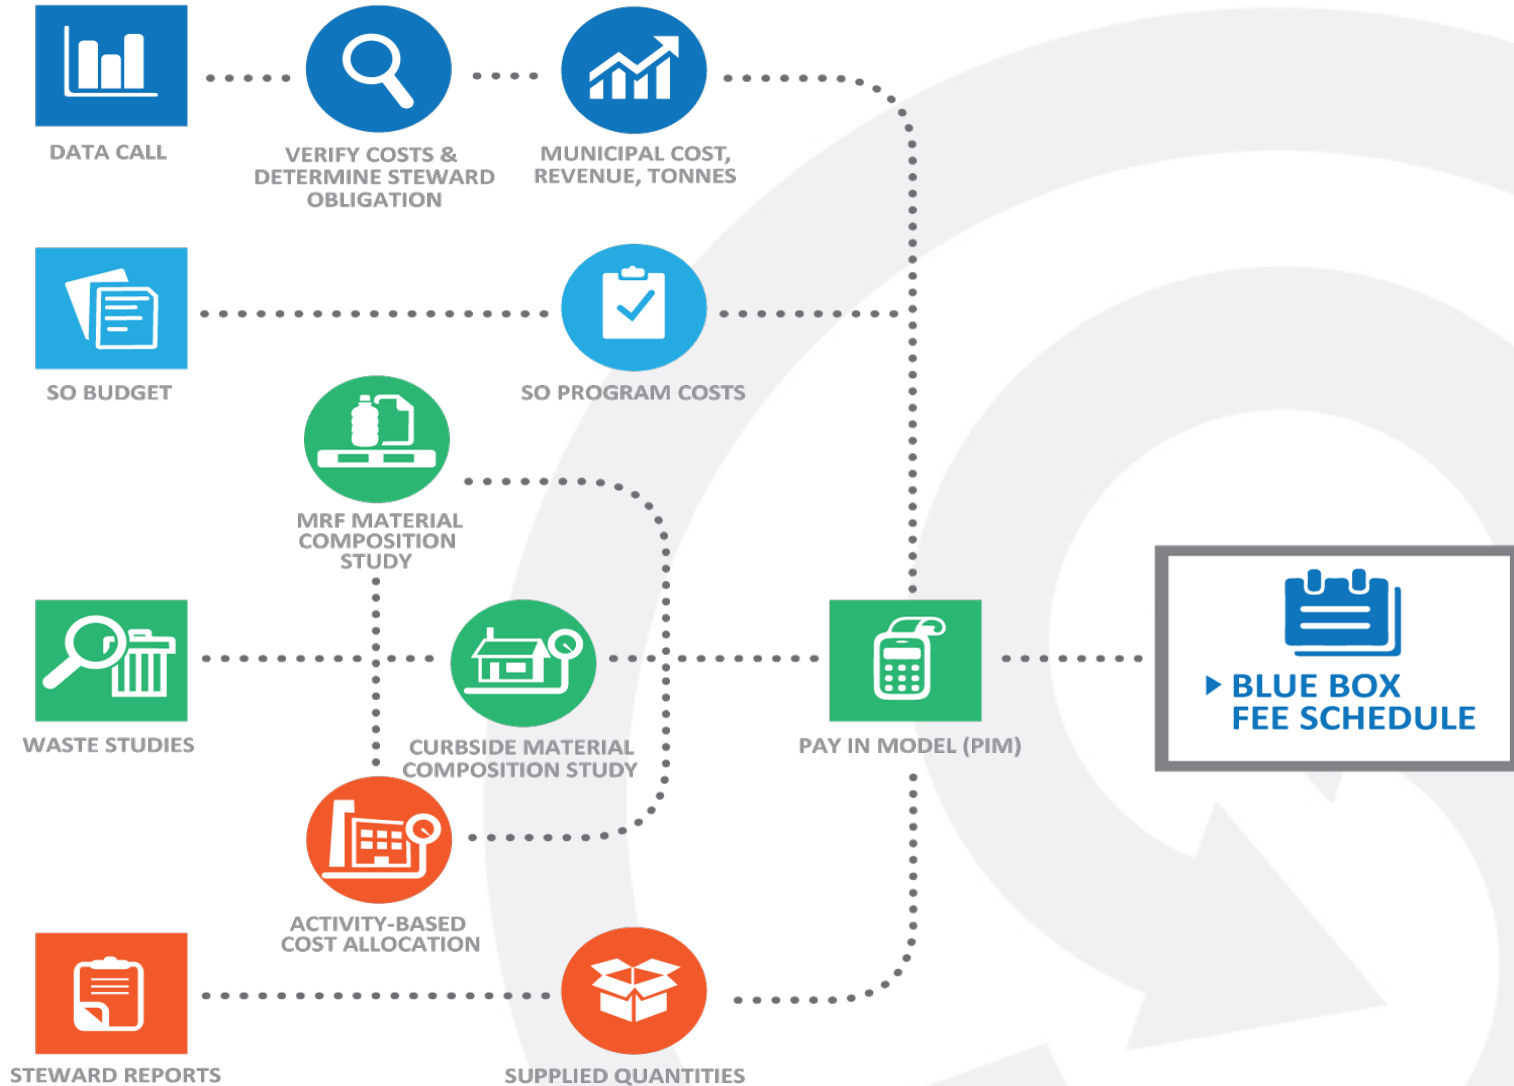 DATA CALL
VERIFY COSTS &
DETERMINE STEWARD
OBLIGATION
MUNICIPAL COST,
REVENUE, TONNES
SO BUDGET
SO PROGRAM COSTS
MRF MATERIAL
COMPOSITION
STUDY
WASTE STUDIES
CURBSIDE MATERIAL
COMPOSITION STUDY
PAY IN MODEL (PIM)
BLUE BOX
FEE SCHEDULE
ACTIVITY-BASED
COST ALLOCATION
STEWARD REPORTS
SUPPLIED QUANTITIES